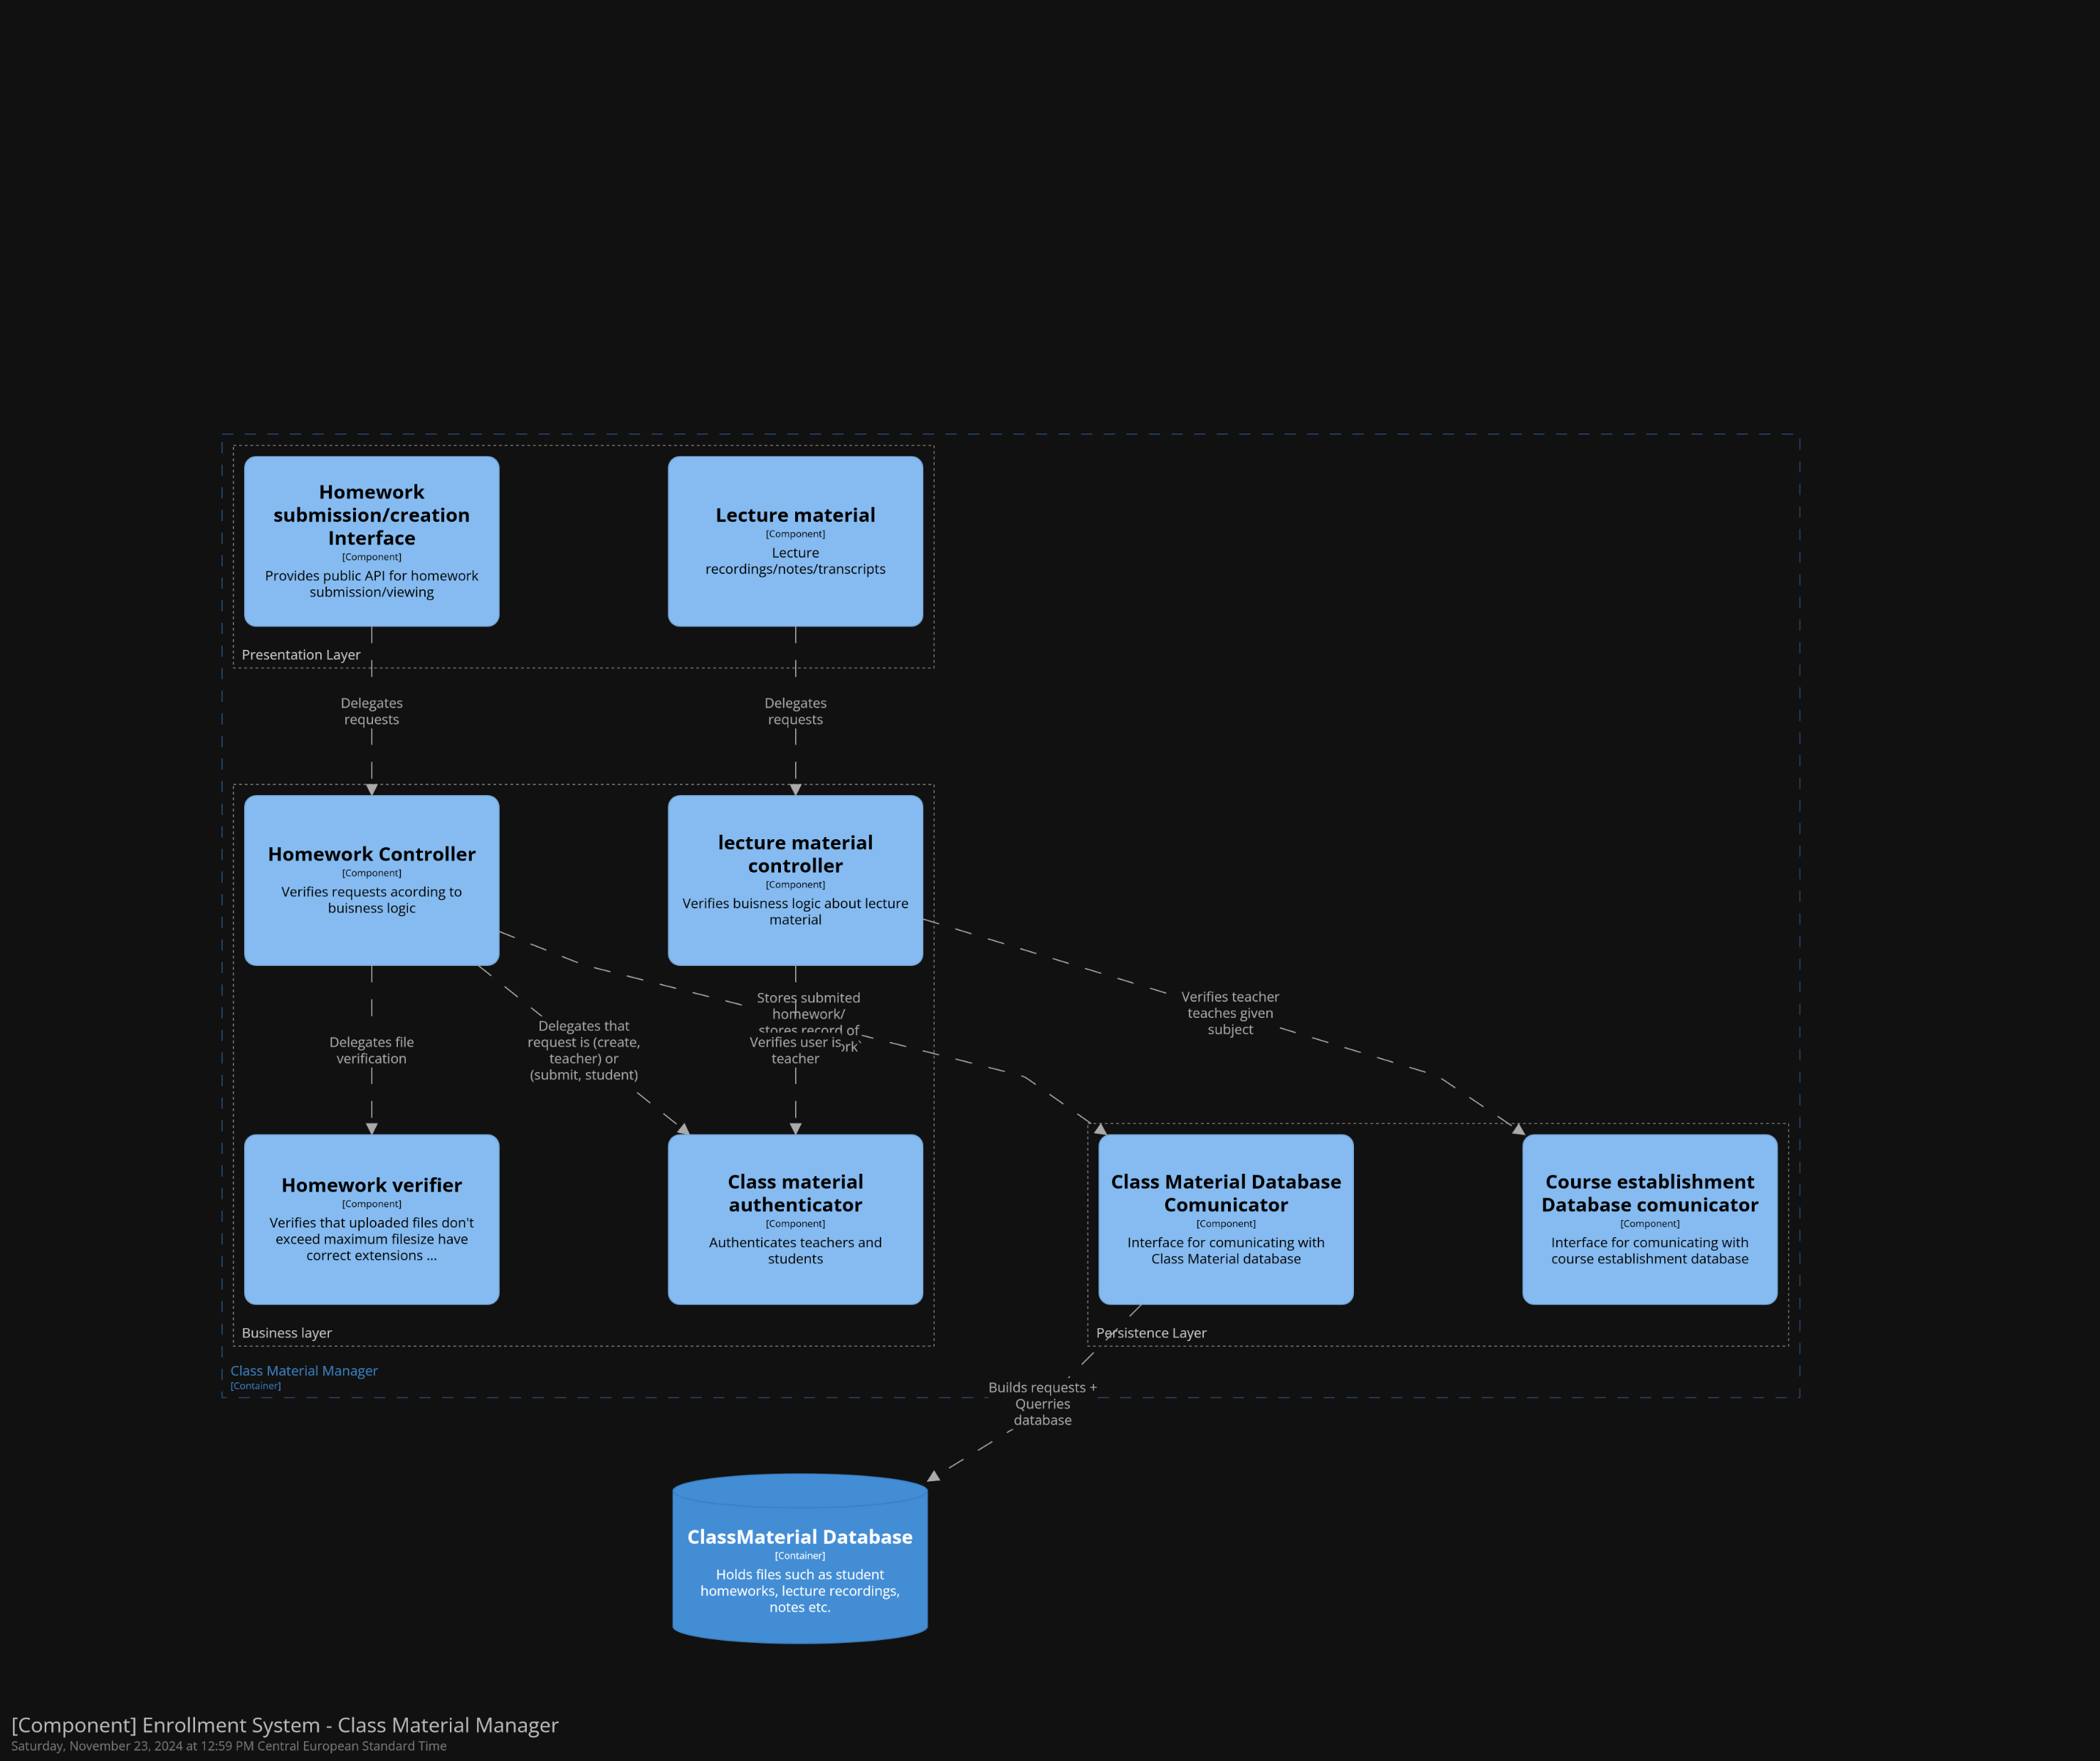 Homework
submission/creation
Interface
[Component]
Provides public API for homework
submission/viewing
Lecture material
[Component]
Lecture
recordings/notes/transcripts
Presentation Layer
Delegates
requests
Delegates
requests
Homework Controller
[Component]
Verifies requests acording to
buisness logic
lecture material
controller
[Component]
Verifies buisness logic about lecture
material
Delegates file
verification
Delegates that
request is (create,
teacher) or
(submit, student)
Stores submited
homework/
stores record of
Verifies user is
teacher
Verifies teacher
teaches given
subject
Homework verifier
[Component]
Verifies that uploaded files don't
exceed maximum filesize have
correct extensions ...
Class material
authenticator
[Component]
Authenticates teachers and
students
Class Material Database
Comunicator
[Component]
Interface for comunicating with
Class Material database
Course establishment
Database comunicator
[Component]
Interface for comunicating with
course establishment database
Business layer
Persistence Layer
Class Material Manager
[Container]
Builds requests +
Querries
database
ClassMaterial Database
[Container]
Holds files such as student
homeworks, lecture recordings,
notes etc.
[Component] Enrollment System - Class Material Manager
Saturday, November 23, 2024 at 12:59 PM Central European Standard Time